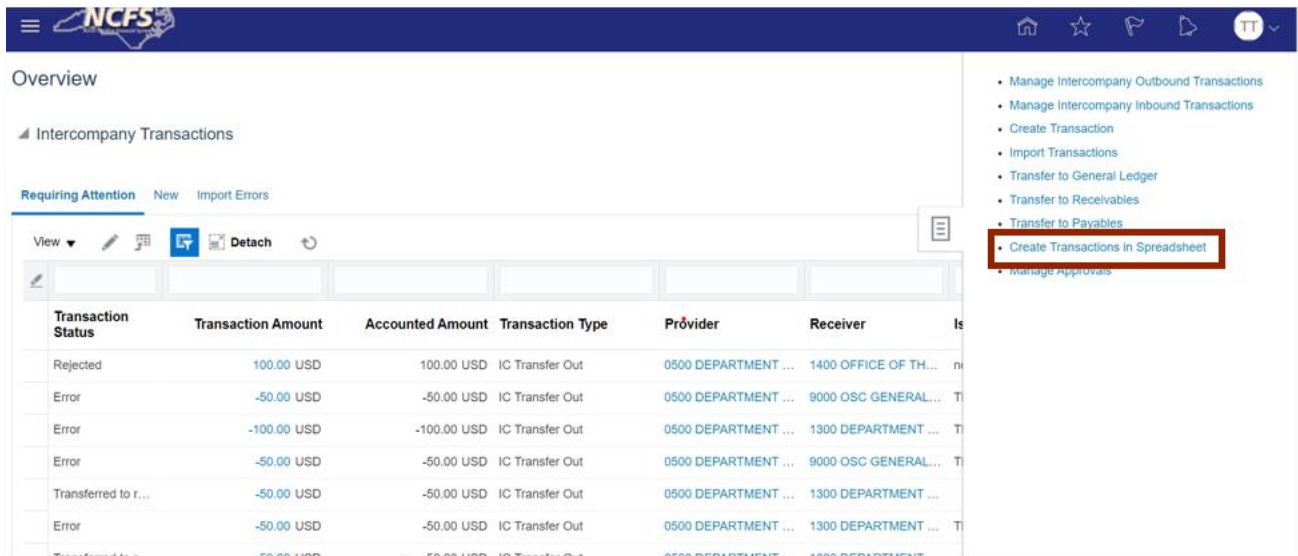 NCFS
TT
Overview
Intercompany Transactions
Requiring Attention New Import Errors
View Detach
Transaction Status Transaction Amount Accounted Amount Transaction Type Provider Receiver
Rejected 100.00 USD 100.00 USD IC Transfer Out 0500 DEPARTMENT ... 1400 OFFICE OF TH...
Error -50.00 USD -50.00 USD IC Transfer Out 0500 DEPARTMENT ... 9000 OSC GENERAL...
Error -100.00 USD -100.00 USD IC Transfer Out 0500 DEPARTMENT ... 1300 DEPARTMENT ...
Error -50.00 USD -50.00 USD IC Transfer Out 0500 DEPARTMENT ... 9000 OSC GENERAL...
Transferred to r... -50.00 USD -50.00 USD IC Transfer Out 0500 DEPARTMENT ... 1300 DEPARTMENT ...
Error -50.00 USD -50.00 USD IC Transfer Out 0500 DEPARTMENT ... 1300 DEPARTMENT ...
• Manage Intercompany Outbound Transactions
• Manage Intercompany Inbound Transactions
• Create Transaction
• Import Transactions
• Transfer to General Ledger
• Transfer to Receivables
• Transfer to Payables
• Create Transactions in Spreadsheet
• Manage Approvals